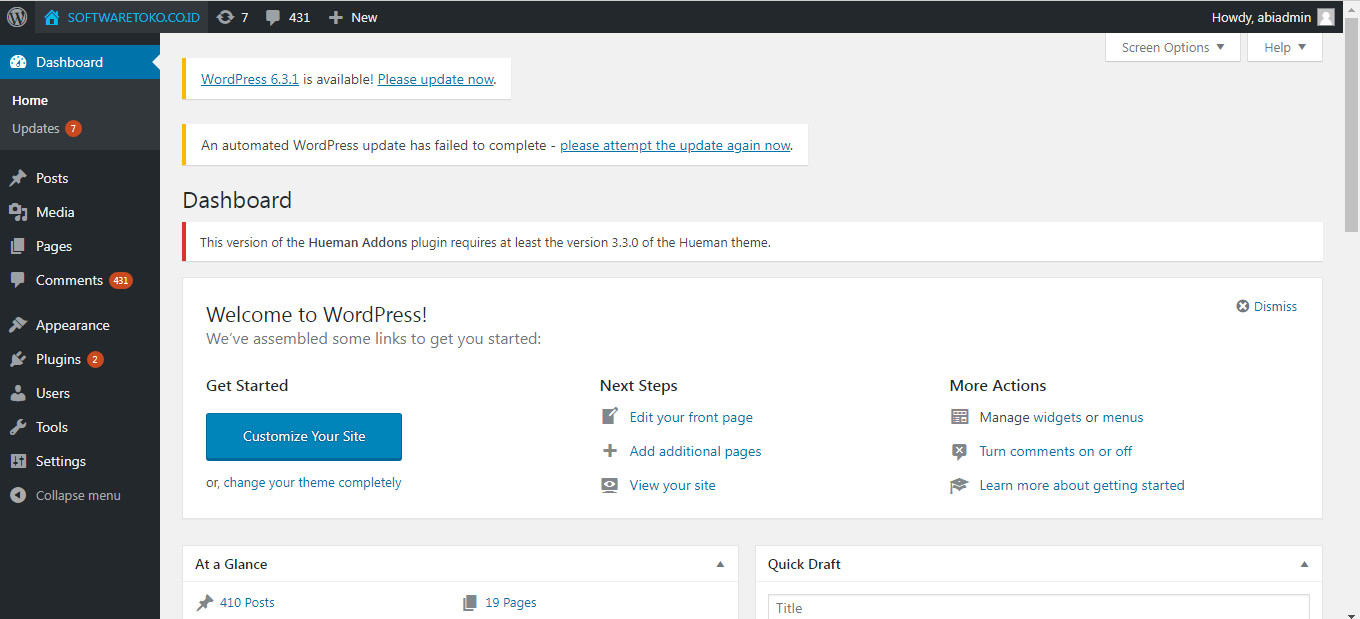 SOFTWARETOKO.CO.ID 7 431 New Howdy, abiadmin
Screen Options Help
Dashboard
Home
Updates 7
Posts
Media
Pages
Comments 431
Appearance
Plugins 2
Users
Tools
Settings
Collapse menu
WordPress 6.3.1 is available! Please update now.
An automated WordPress update has failed to complete - please attempt the update again now.
Dashboard
This version of the Hueman Addons plugin requires at least the version 3.3.0 of the Hueman theme.
Welcome to WordPress!
Dismiss
We've assembled some links to get you started:
Get Started
Customize Your Site
or, change your theme completely
Next Steps
Edit your front page
Add additional pages
View your site
More Actions
Manage widgets or menus
Turn comments on or off
Learn more about getting started
At a Glance
410 Posts 19 Pages
Quick Draft
Title